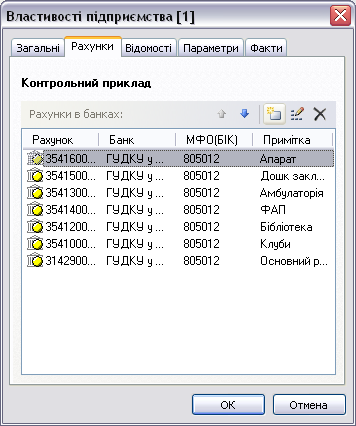 Властивості підприємства [1]
Загальні Рахунки Відомості Параметри Факти
Контрольний приклад
Рахунки в банках:
Рахунок Банк МФО(БІК) Примітка
3541600... ГУДКУ у ... 805012 Апарат
3541500... ГУДКУ у ... 805012 Дошк закл...
3541300... ГУДКУ у ... 805012 Амбулаторія
3541400... ГУДКУ у ... 805012 ФАП
3541200... ГУДКУ у ... 805012 Бібліотека
3541000... ГУДКУ у ... 805012 Клуби
3142900... ГУДКУ у ... 805012 Основний р...
ОК Отмена